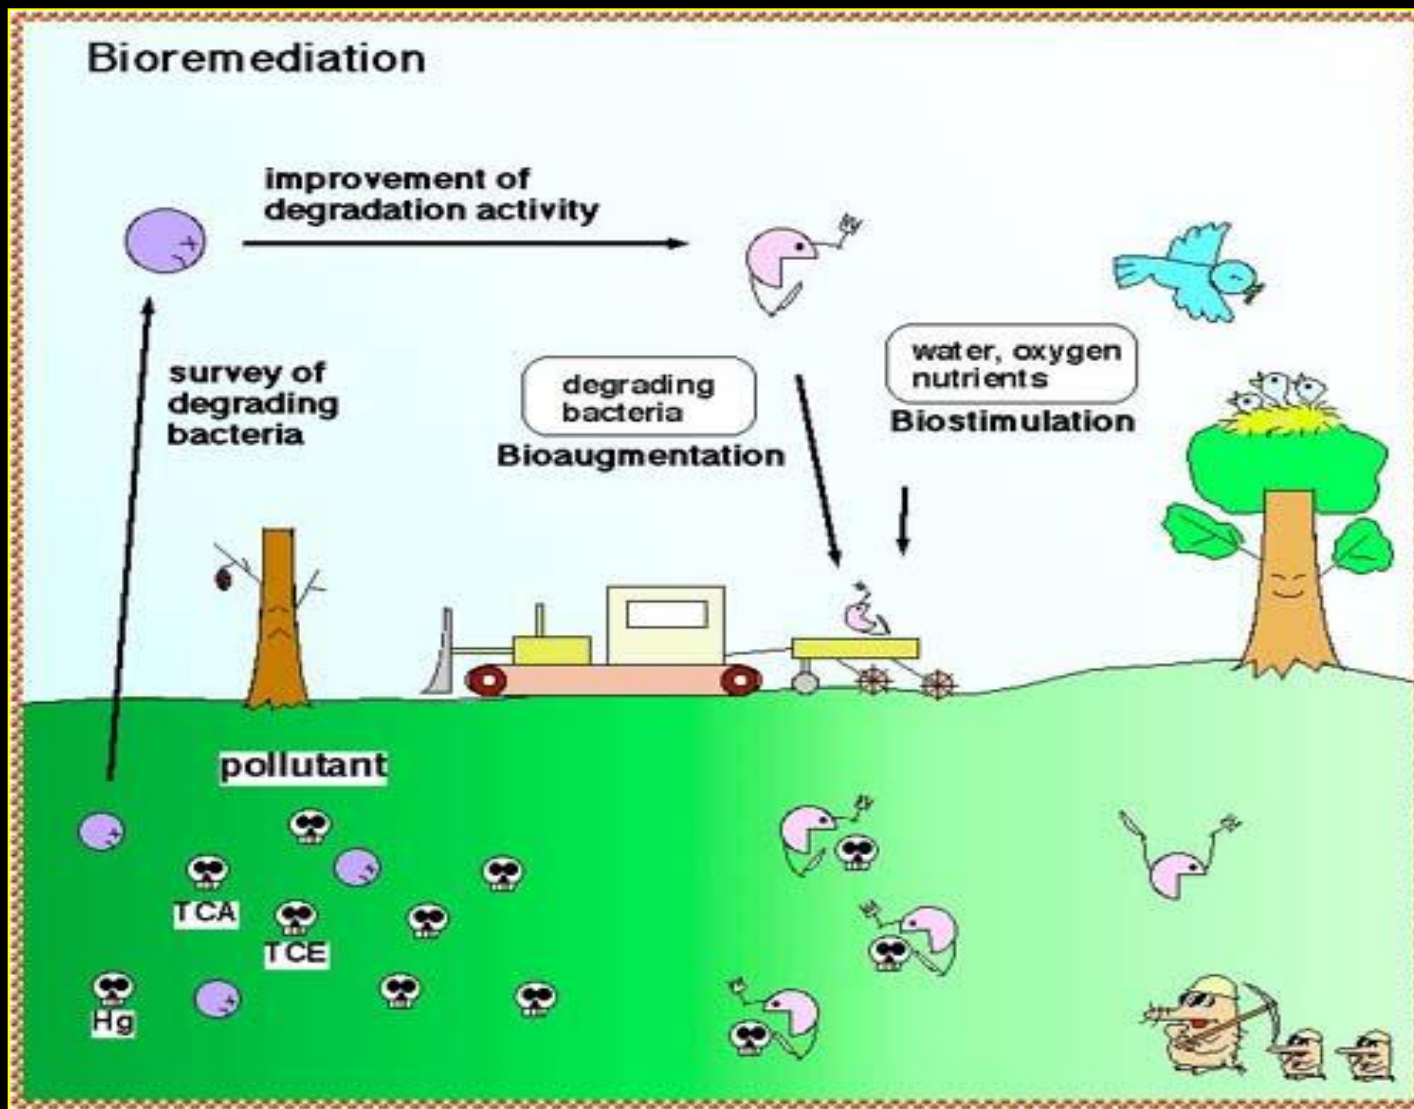 Bioremediation
improvement of
degradation activity
survey of
degrading
bacteria
degrading
bacteria
Bioaugmentation
water, oxygen
nutrients
Biostimulation
pollutant
TCA
TCE
Hg